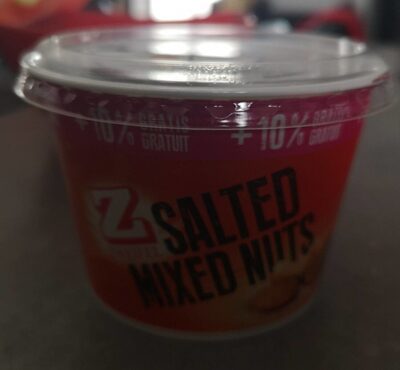 + 10% GRATIS
GRATUIT
+ 10% GRATIS
GRATUIT
Z
SALTED
MIXED NUTS